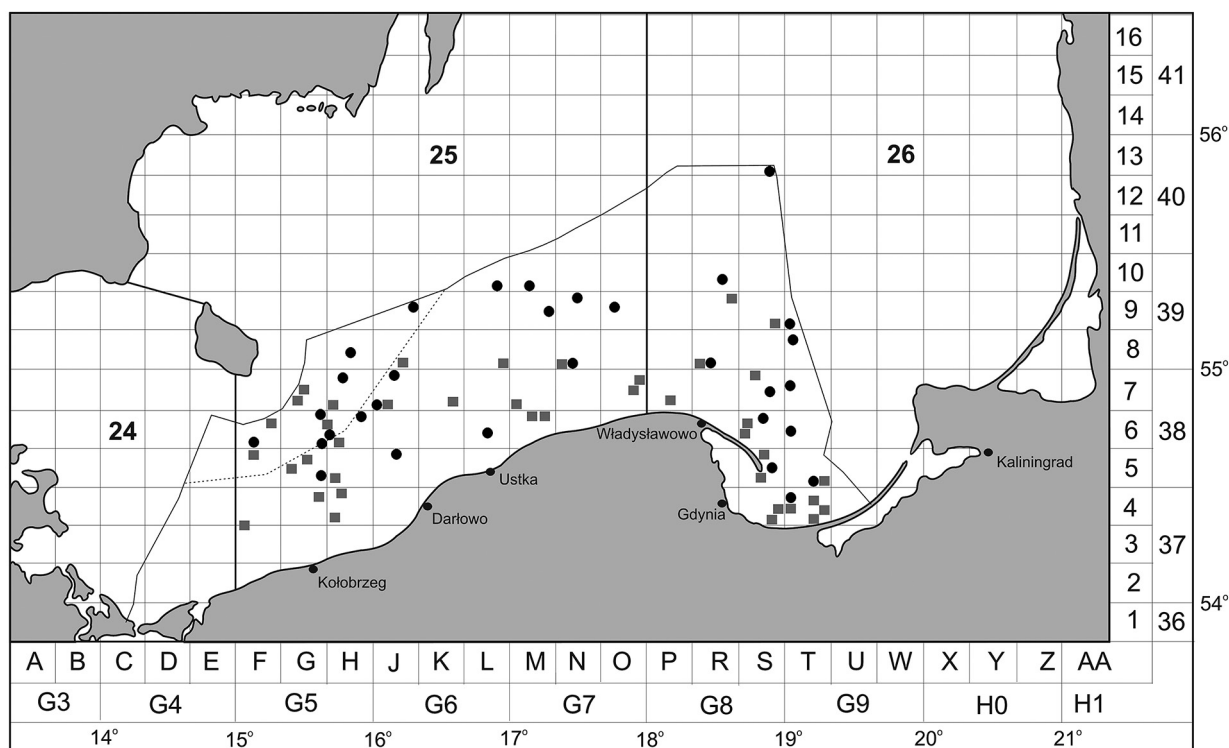 16
15 41
14
56°
25 26 13
12 40
11
10
9 39
8
55°
7
24 6 38
Władysławowo
Kaliningrad
5
Ustka
Darłowo Gdynia 4
3 37
Kołobrzeg 2
54°
1 36
A B C D E F G H J K L M N O P R S T U W X Y Z AA
G3 G4 G5 G6 G7 G8 G9 H0 H1
14° 15° 16° 17° 18° 19° 20° 21°